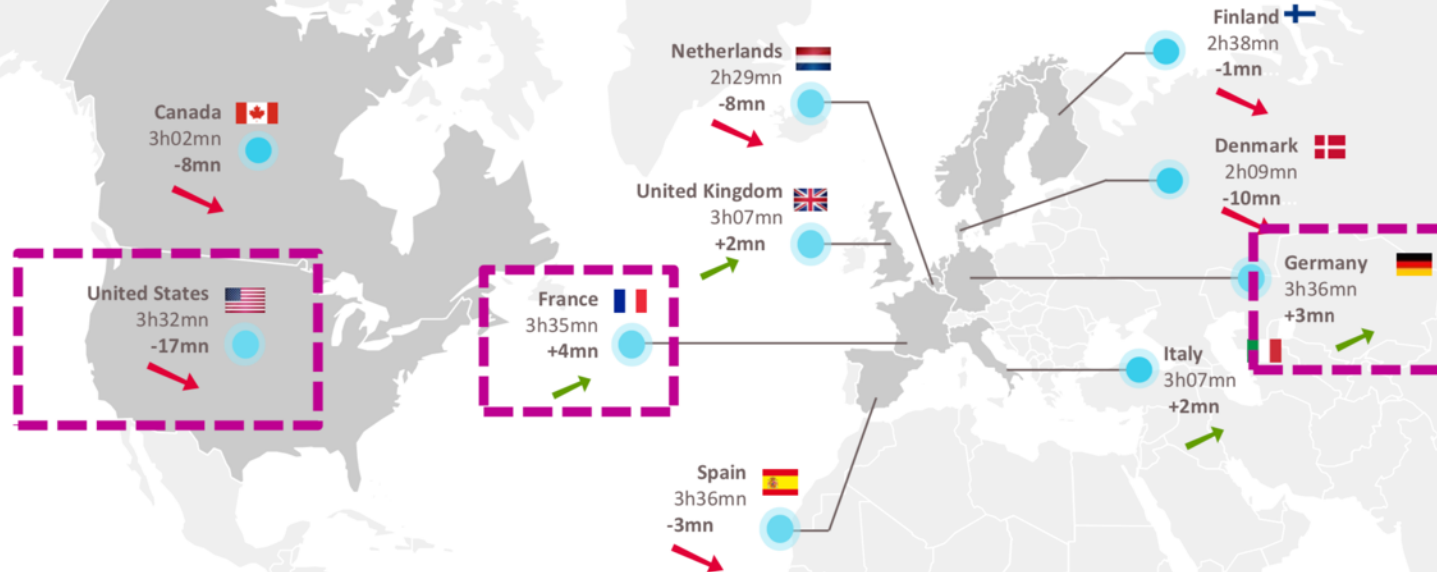 Canada
3h02mn
-8mn
United States
3h32mn
-17mn
France
3h35mn
+4mn
Netherlands
2h29mn
-8mn
United Kingdom
3h07mn
+2mn
Spain
3h36mn
-3mn
Finland
2h38mn
-1mn
Denmark
2h09mn
-10mn
Germany
3h36mn
+3mn
Italy
3h07mn
+2mn